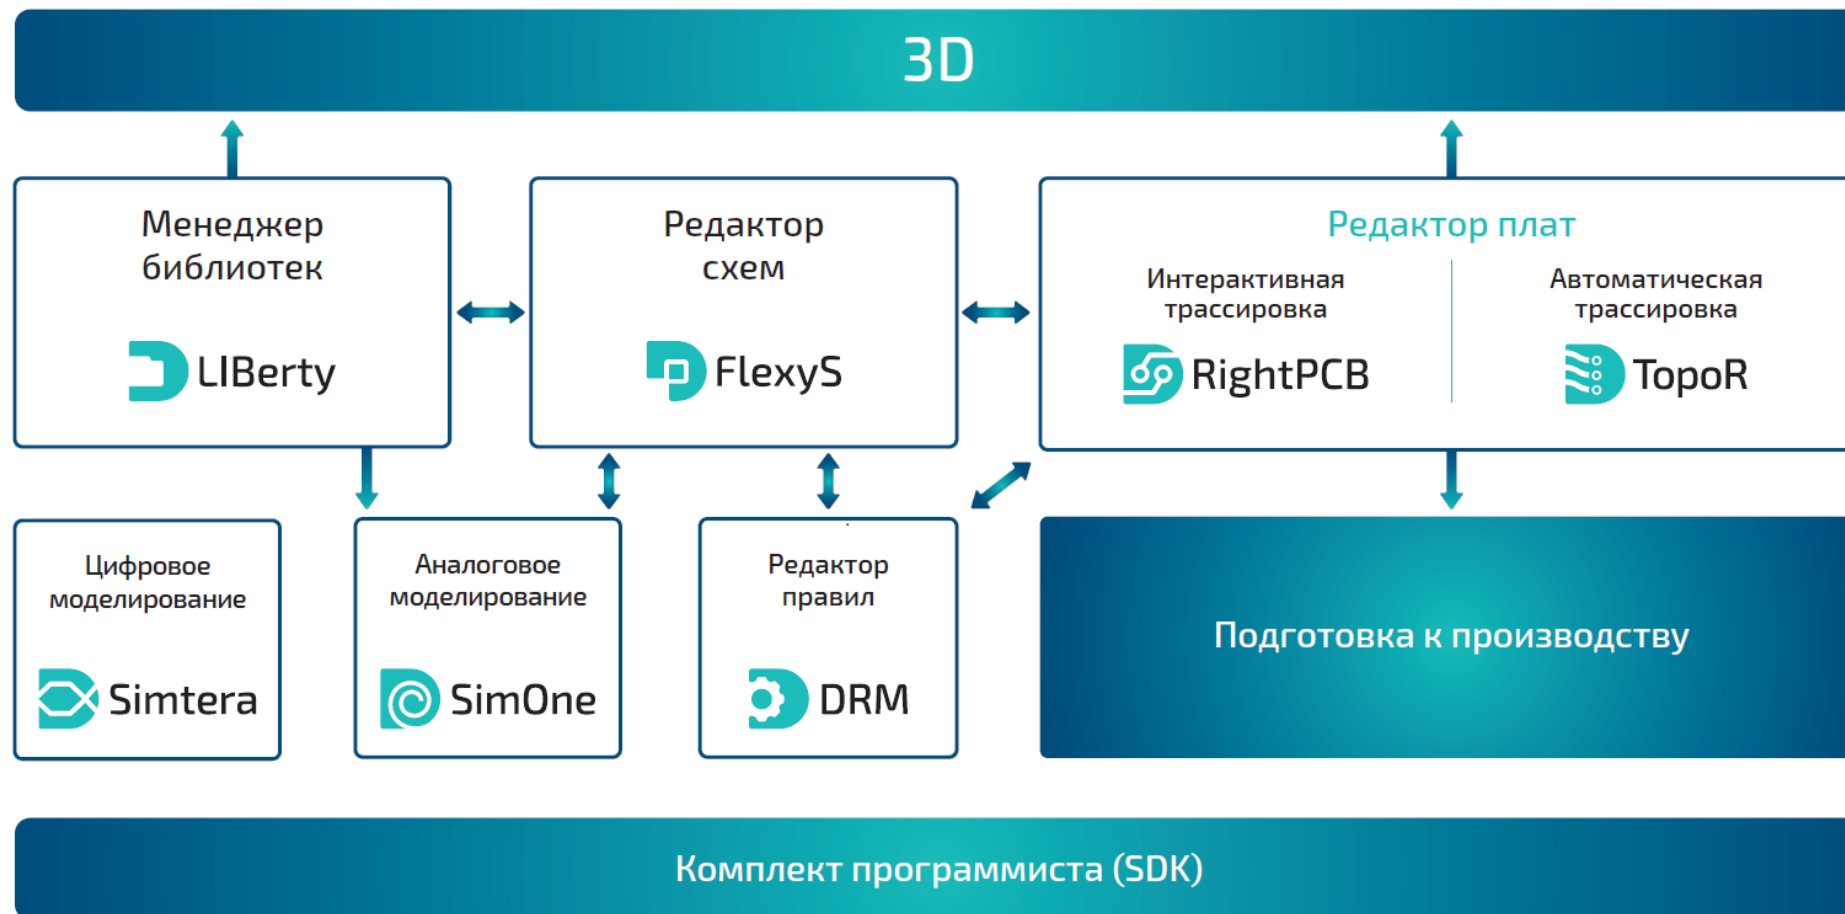 3D
Менеджер
библиотек
LIBerty
Редактор
схем
FlexyS
Редактор плат
Интерактивная
трассировка
RightPCB
Автоматическая
трассировка
TopoR
Цифровое
моделирование
Simtera
Аналоговое
моделирование
SimOne
Редактор
правил
DRM
Подготовка к производству
Комплект программиста (SDK)